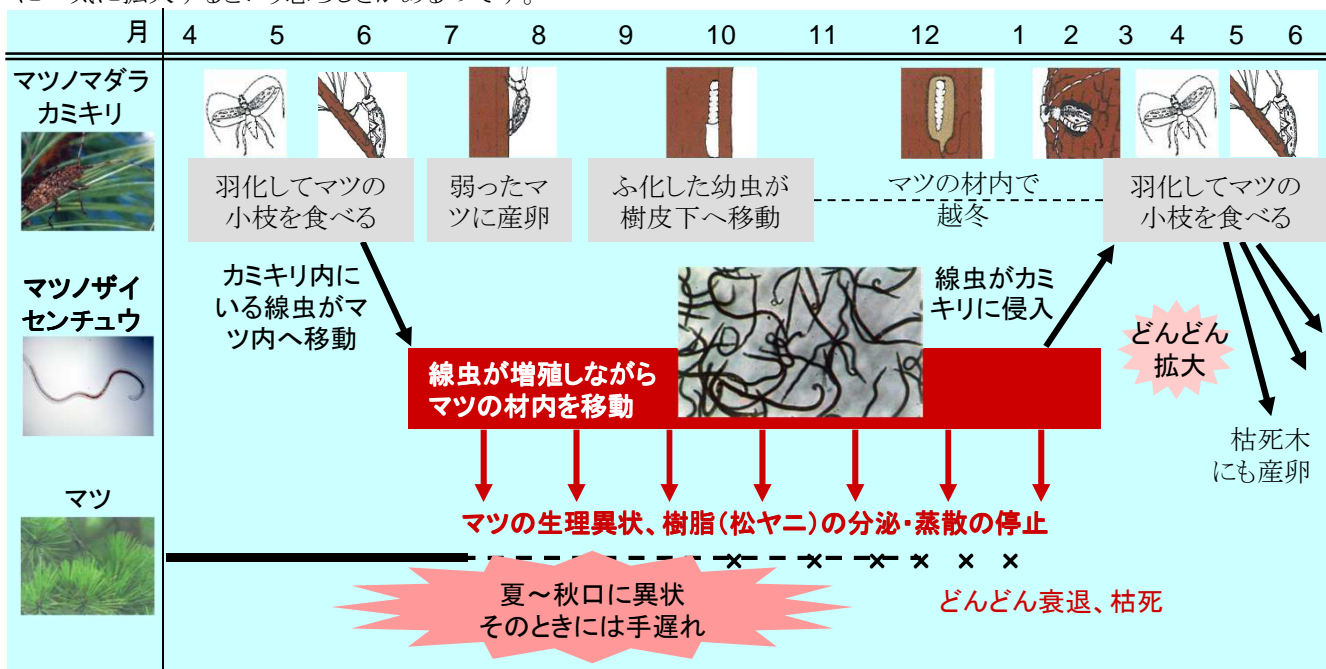 月 4 5 6 7 8 9 10 11 12 1 2 3 4 5 6
マツノマダラ
カミキリ
羽化してマツの
小枝を食べる
弱ったマ
ツに産卵
ふ化した幼虫が
樹皮下へ移動
マツの材内で
越冬
羽化してマツの
小枝を食べる
マツノザイ
センチュウ
カミキリ内に
いる線虫がマ
ツ内へ移動
線虫がカミ
キリに侵入
どんどん
拡大
線虫が増殖しながら
マツの材内を移動
枯死木
にも産卵
マツ
マツの生理異状、樹脂(松ヤニ)の分泌・蒸散の停止
夏～秋口に異状
そのときには手遅れ
どんどん衰退、枯死